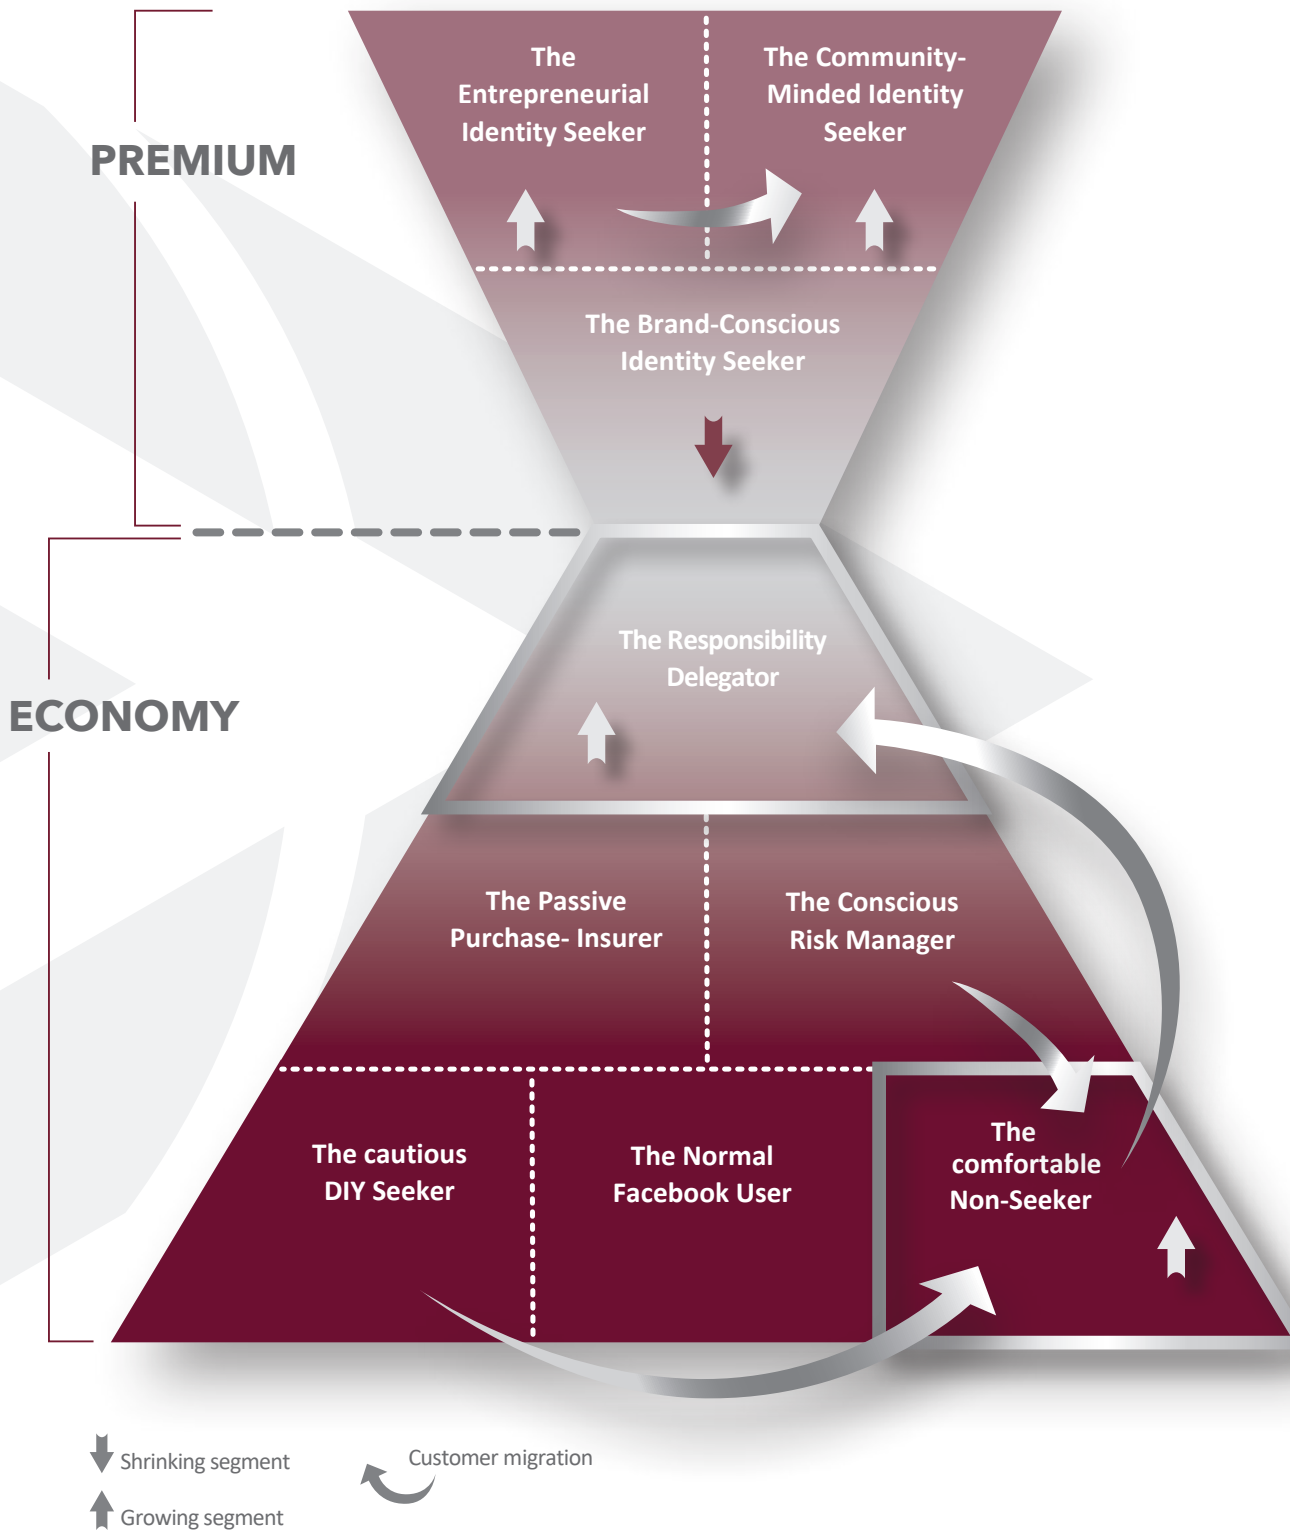 PREMIUM
The
Entrepreneurial
Identity Seeker
The Community-
Minded Identity
Seeker
The Brand-Conscious
Identity Seeker
ECONOMY
The Responsibility
Delegator
The Passive
Purchase- Insurer
The Conscious
Risk Manager
The cautious
DIY Seeker
The Normal
Facebook User
The
comfortable
Non-Seeker
Shrinking segment
Customer migration
Growing segment